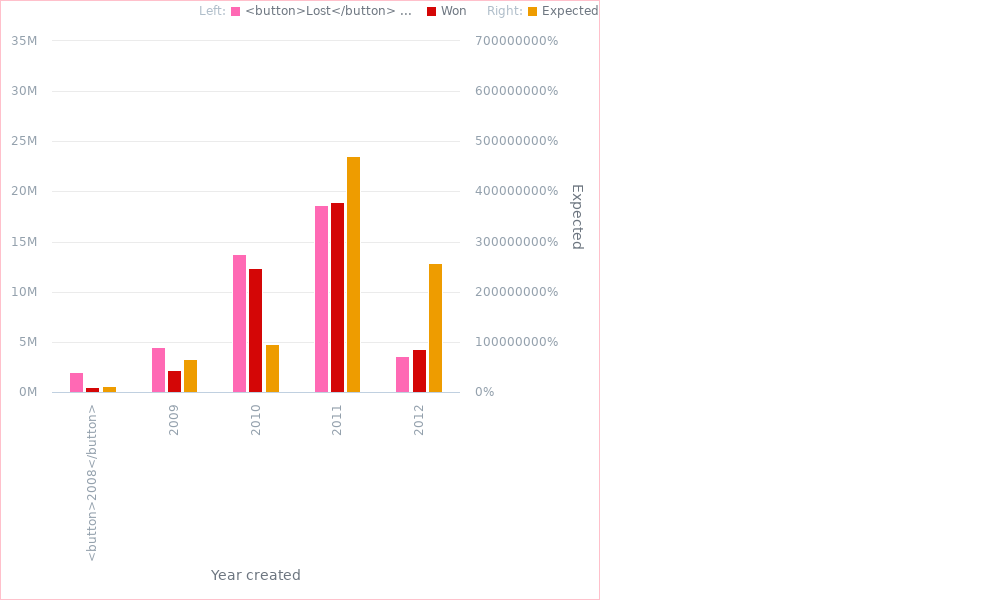 Left: <button>Lost</button> ... Won Right: Expected
35M 700000000%
30M 600000000%
25M 500000000%
20M 400000000%
15M 300000000%
10M 200000000%
5M 100000000%
0M 0%
Expected
<button>2008</button> 2009 2010 2011 2012
Year created